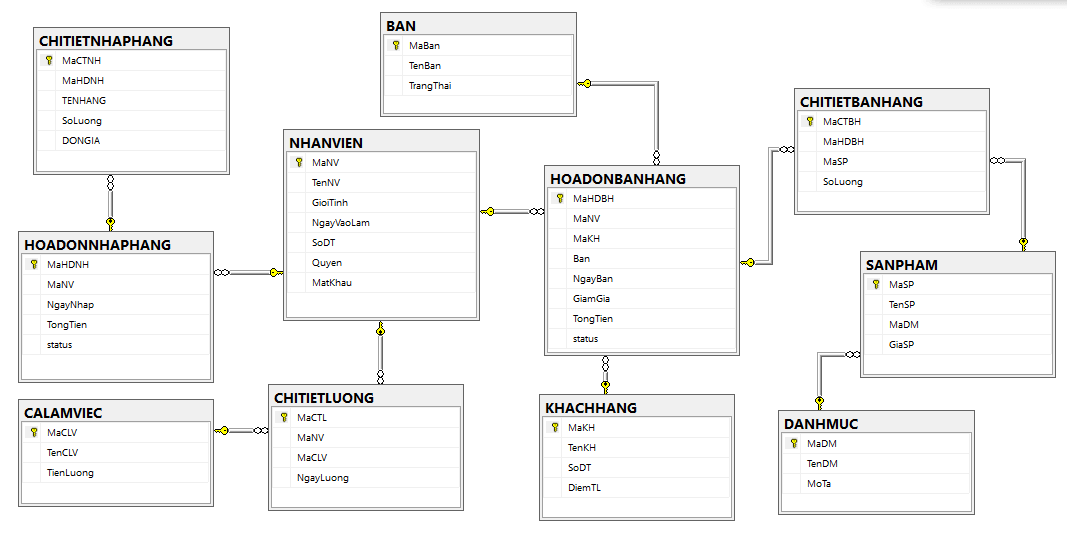 CHITIETNHAPHANG
MaCTNH
MaHDNH
TENHANG
SoLuong
DONGIA
BAN
MaBan
TenBan
TrangThai
CHITIETBANHANG
MaCTBH
MaHDBH
MaSP
SoLuong
NHANVIEN
MaNV
TenNV
GioiTinh
NgayVaoLam
SoDT
Quyen
MatKhau
HOADONBANHANG
MaHDBH
MaNV
MaKH
Ban
NgayBan
GiamGia
TongTien
status
HOADONNHAPHANG
MaHDNH
MaNV
NgayNhap
TongTien
status
SANPHAM
MaSP
TenSP
MaDM
GiaSP
CALAMVIEC
MaCLV
TenCLV
TienLuong
CHITIETLUONG
MaCTL
MaNV
MaCLV
NgayLuong
KHACHHANG
MaKH
TenKH
SoDT
DiemTL
DANHMUC
MaDM
TenDM
MoTa